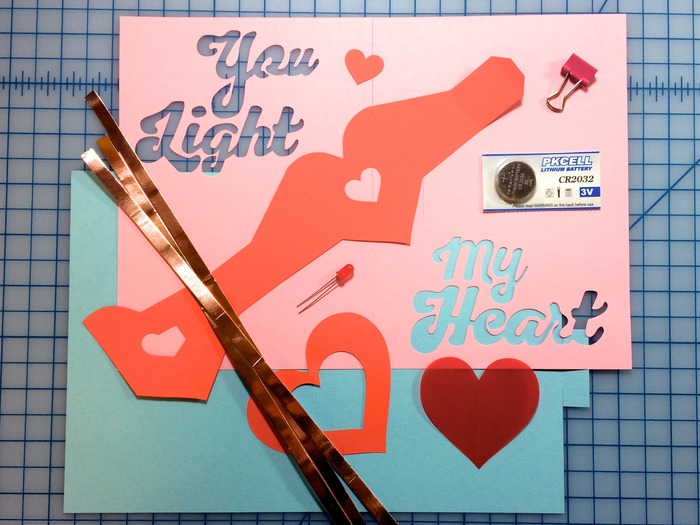 You
Light
PKCELL
LITHIUM BATTERY
CR2032
3V
Please read WARNING on the back before use
My
Heart